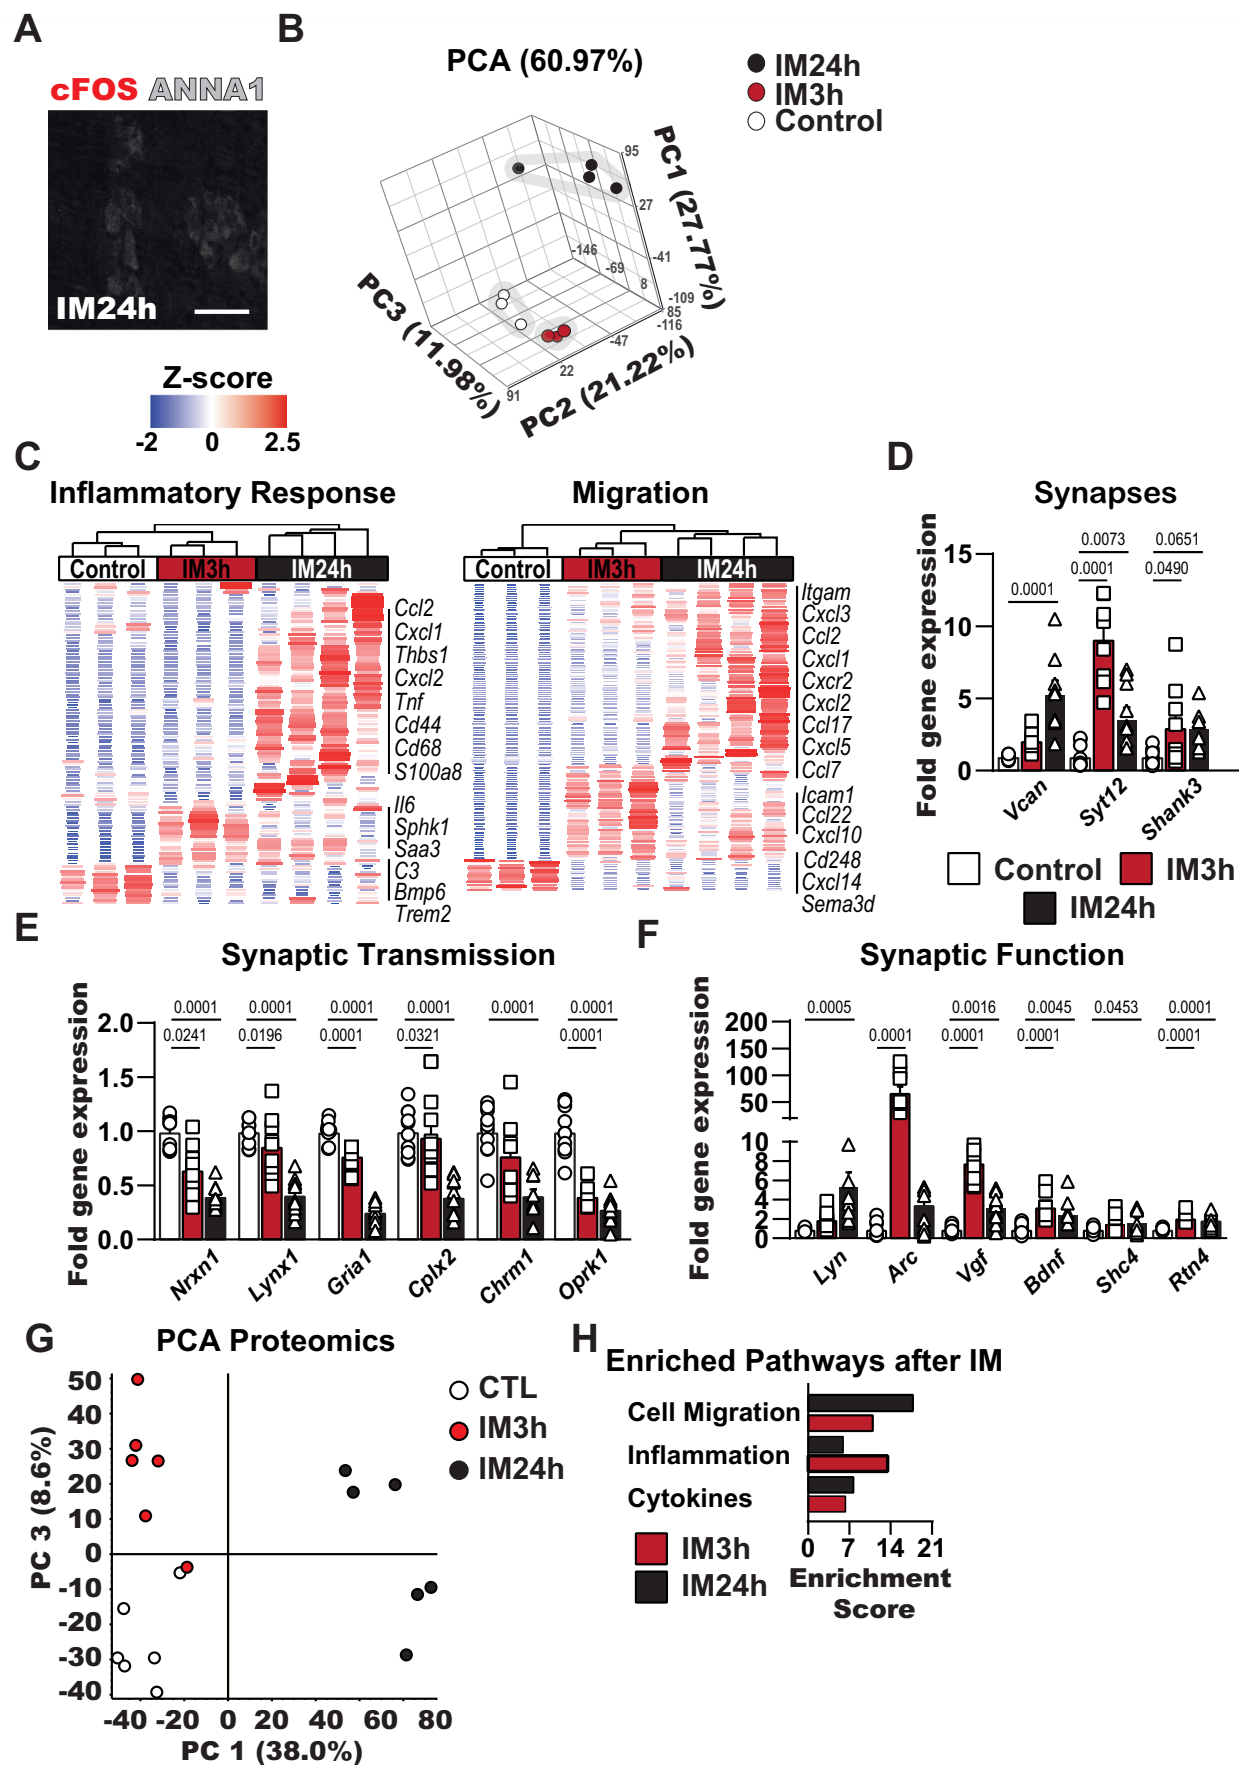 A
cFOS ANNA1
IM24h
B
PCA (60.97%)
IM24h
IM3h
Control
PC1 (27.77%)
95
27
-41
-109
PC2 (21.22%)
85
-116
-47
22
91
PC3 (11.98%)
-146
-69
8
Z-score
-2 0 2.5
C
Inflammatory Response
Control IM3h IM24h
Ccl2
Cxcl1
Thbs1
Cxcl2
Tnf
Cd44
Cd68
S100a8
Il6
Sphk1
Saa3
C3
Bmp6
Trem2
Migration
Control IM3h IM24h
Itgam
Cxcl3
Ccl2
Cxcl1
Cxcr2
Cxcl2
Ccl17
Cxcl5
Ccl7
Icam1
Ccl22
Cxcl10
Cd248
Cxcl14
Sema3d
D
Synapses
Fold gene expression
15
10
5
0
0.0001
0.0073
0.0001
0.0651
0.0490
Vcan Syt12 Shank3
Control IM3h
IM24h
E
Synaptic Transmission
Fold gene expression
2.0
1.5
1.0
0.5
0.0
0.0001 0.0001 0.0001 0.0001 0.0001 0.0001
0.0241 0.0196 0.0001 0.0321 0.0001
Nrxn1 Lynx1 Gria1 Cplx2 Chrm1 Oprk1
F
Synaptic Function
Fold gene expression
200
150
100
50
10
8
6
4
2
0
0.0005 0.0016 0.0045 0.0453 0.0001
0.0001 0.0001 0.0001 0.0001
Lyn Arc Vgf Bdnf Shc4 Rtn4
G
PCA Proteomics
PC 3 (8.6%)
50
40
30
20
10
0
-10
-20
-30
-40
-40 -20 0 20 40 60 80
PC 1 (38.0%)
CTL
IM3h
IM24h
H
Enriched Pathways after IM
Cell Migration
Inflammation
Cytokines
0 7 14 21
Enrichment
Score
IM3h
IM24h